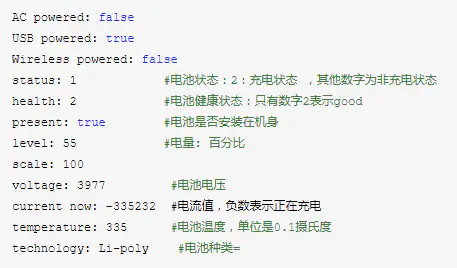 AC powered: false
USB powered: true
Wireless powered: false
status: 1 #电池状态：2：充电状态 ，其他数字为非充电状态
health: 2 #电池健康状态：只有数字2表示good
present: true #电池是否安装在机身
level: 55 #电量: 百分比
scale: 100
voltage: 3977 #电池电压
current now: -335232 #电流值，负数表示正在充电
temperature: 335 #电池温度，单位是0.1摄氏度
technology: Li-poly #电池种类=